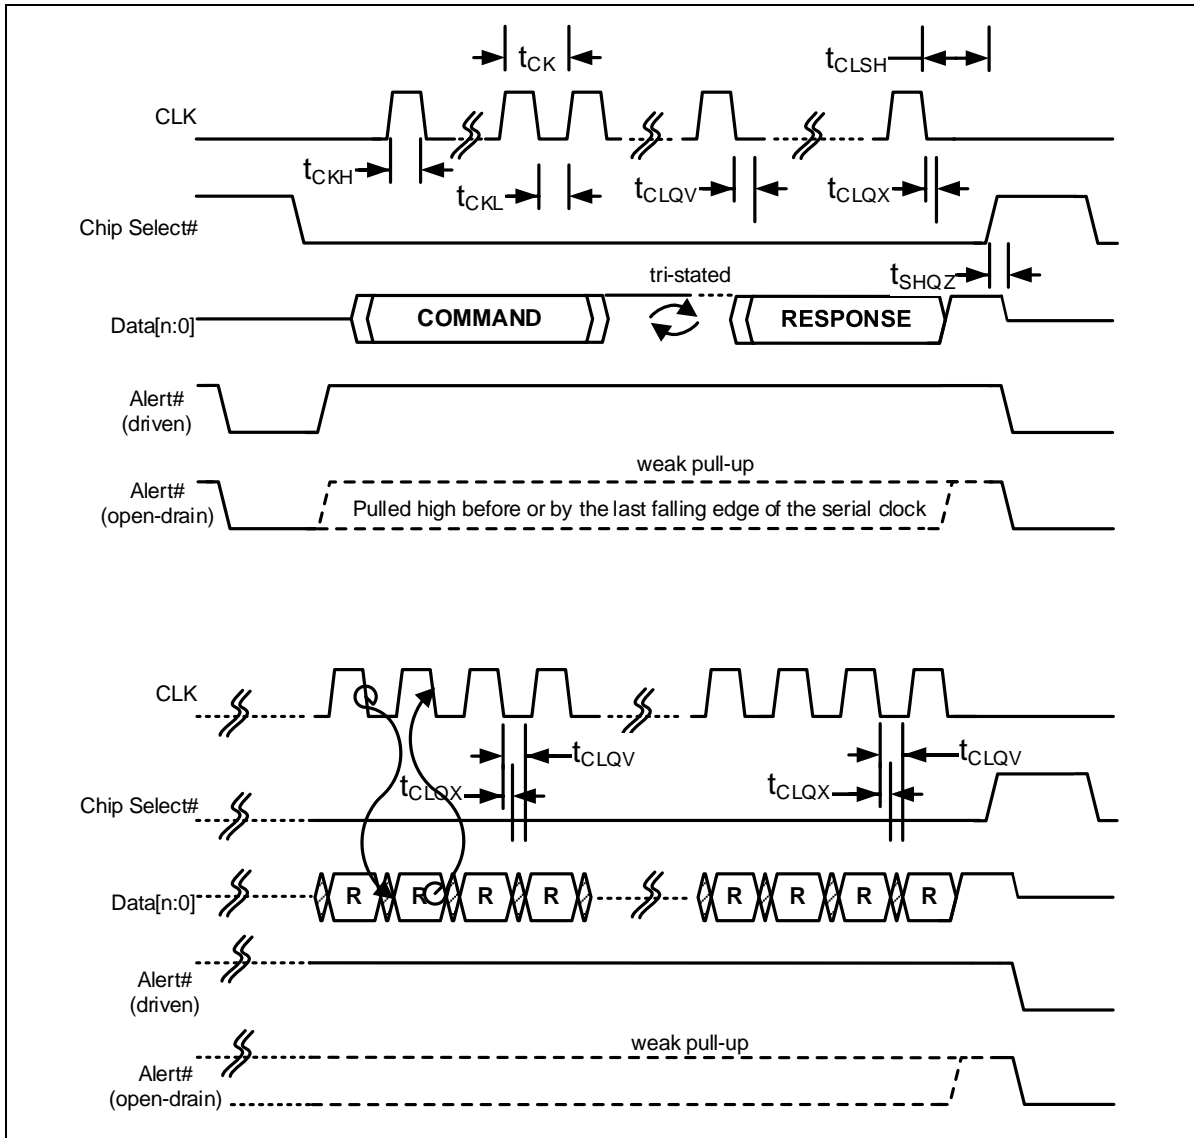 tCK
tCLSH
CLK
tCKH
tCKL
tCLQV
tCLQX
Chip Select#
tri-stated
tSHQZ
Data[n:0]
COMMAND
RESPONSE
Alert#
(driven)
weak pull-up
Alert#
(open-drain)
Pulled high before or by the last falling edge of the serial clock
CLK
tCLQV
tCLQV
tCLQX
tCLQX
Chip Select#
Data[n:0]
R R R R R R R R
Alert#
(driven)
weak pull-up
Alert#
(open-drain)